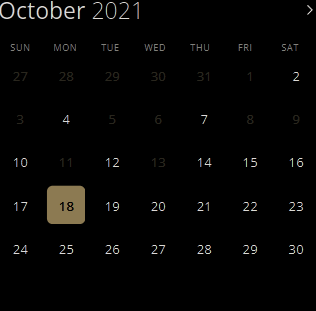 October 2021
SUN MON TUE WED THU FRI SAT
27 28 29 30 31 1 2
3 4 5 6 7 8 9
10 11 12 13 14 15 16
17 18 19 20 21 22 23
24 25 26 27 28 29 30